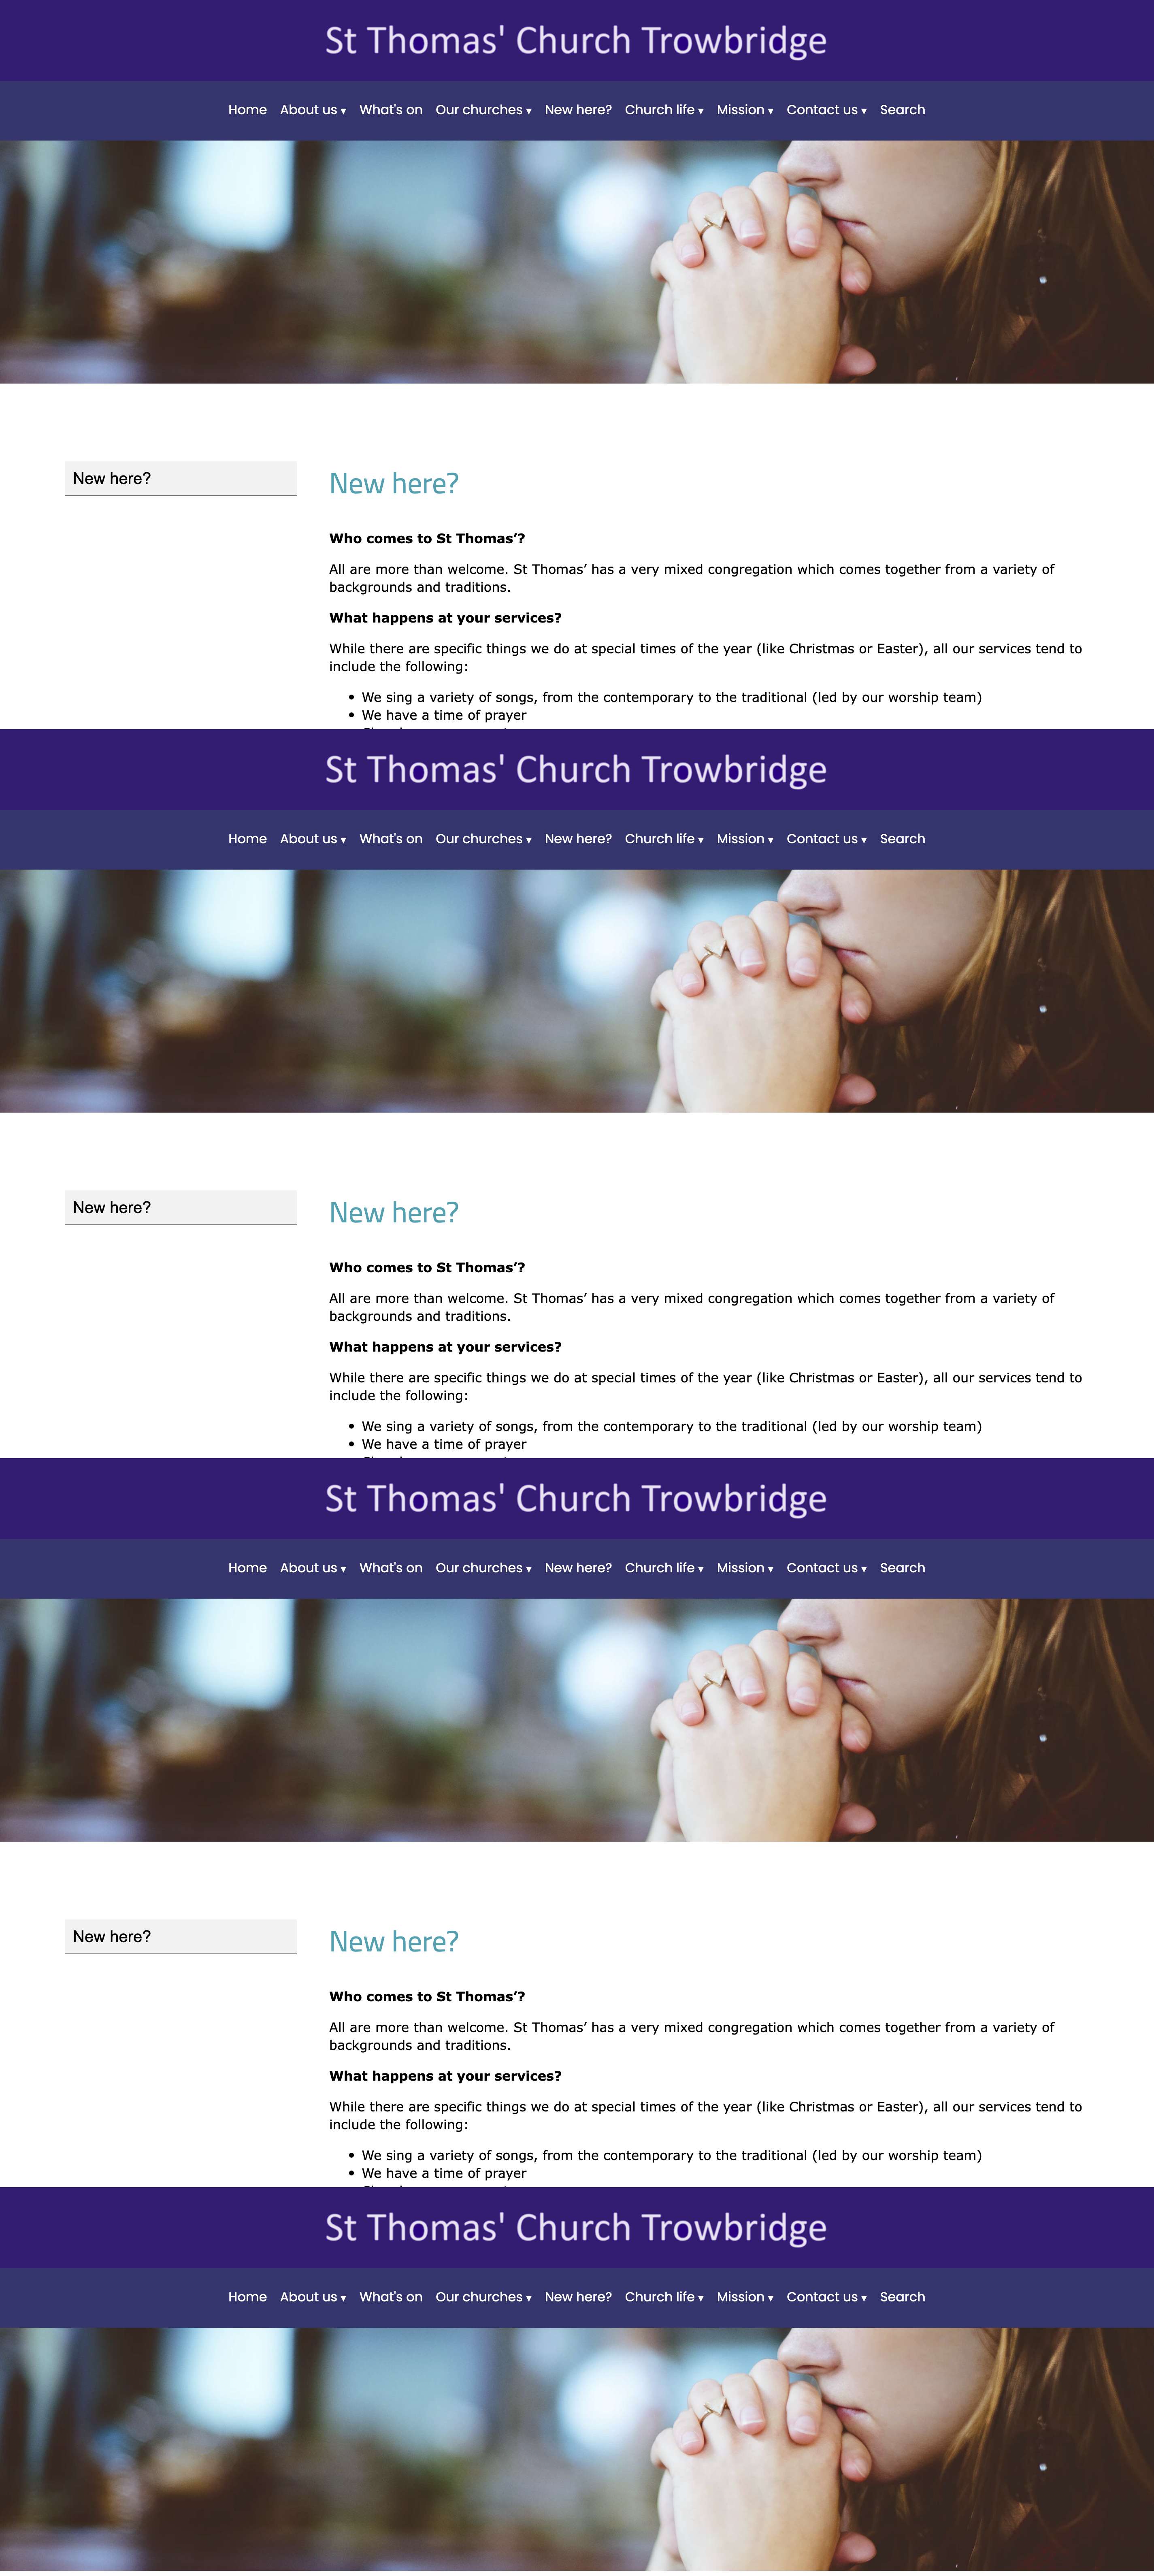 St Thomas' Church Trowbridge
Home About us ▾ What's on Our churches ▾ New here? Church life ▾ Mission ▾ Contact us ▾ Search
New here?
New here?
Who comes to St Thomas’?
All are more than welcome. St Thomas’ has a very mixed congregation which comes together from a variety of
backgrounds and traditions.
What happens at your services?
While there are specific things we do at special times of the year (like Christmas or Easter), all our services tend to
include the following:
• We sing a variety of songs, from the contemporary to the traditional (led by our worship team)
• We have a time of prayer
St Thomas' Church Trowbridge
Home About us ▾ What's on Our churches ▾ New here? Church life ▾ Mission ▾ Contact us ▾ Search
New here?
New here?
Who comes to St Thomas’?
All are more than welcome. St Thomas’ has a very mixed congregation which comes together from a variety of
backgrounds and traditions.
What happens at your services?
While there are specific things we do at special times of the year (like Christmas or Easter), all our services tend to
include the following:
• We sing a variety of songs, from the contemporary to the traditional (led by our worship team)
• We have a time of prayer
St Thomas' Church Trowbridge
Home About us ▾ What's on Our churches ▾ New here? Church life ▾ Mission ▾ Contact us ▾ Search
New here?
New here?
Who comes to St Thomas’?
All are more than welcome. St Thomas’ has a very mixed congregation which comes together from a variety of
backgrounds and traditions.
What happens at your services?
While there are specific things we do at special times of the year (like Christmas or Easter), all our services tend to
include the following:
• We sing a variety of songs, from the contemporary to the traditional (led by our worship team)
• We have a time of prayer
St Thomas' Church Trowbridge
Home About us ▾ What's on Our churches ▾ New here? Church life ▾ Mission ▾ Contact us ▾ Search